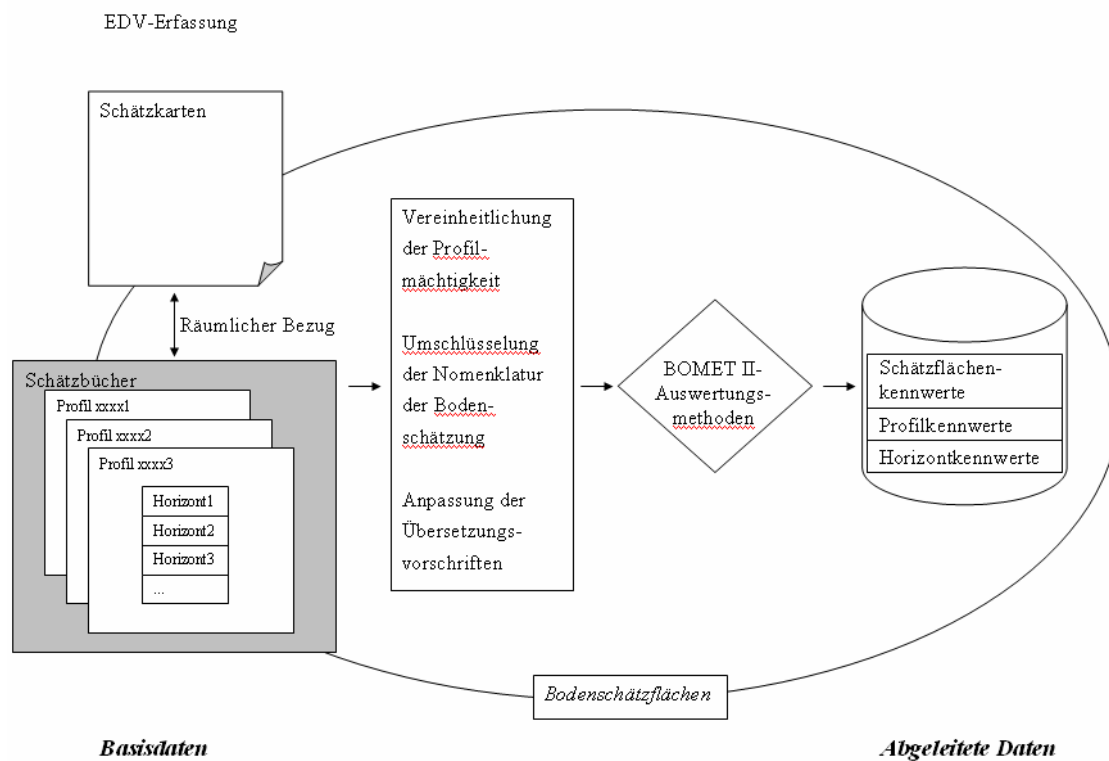 EDV-Erfassung
Schätzkarten
Räumlicher Bezug
Schätzbücher
Profil xxxx1
Profil xxxx2
Profil xxxx3
Horizont1
Horizont2
Horizont3
...
Vereinheitlichung
der Profil-
mächtigkeit
Umschlüsselung
der Nomenklatur
der Boden-
schätzung
Anpassung der
Übersetzungs-
vorschriften
BOMET II-
Auswertungs-
methoden
Schätzflächen-
kennwerte
Profilkennwerte
Horizontkennwerte
Bodenschätzflächen
Basisdaten
Abgeleitete Daten